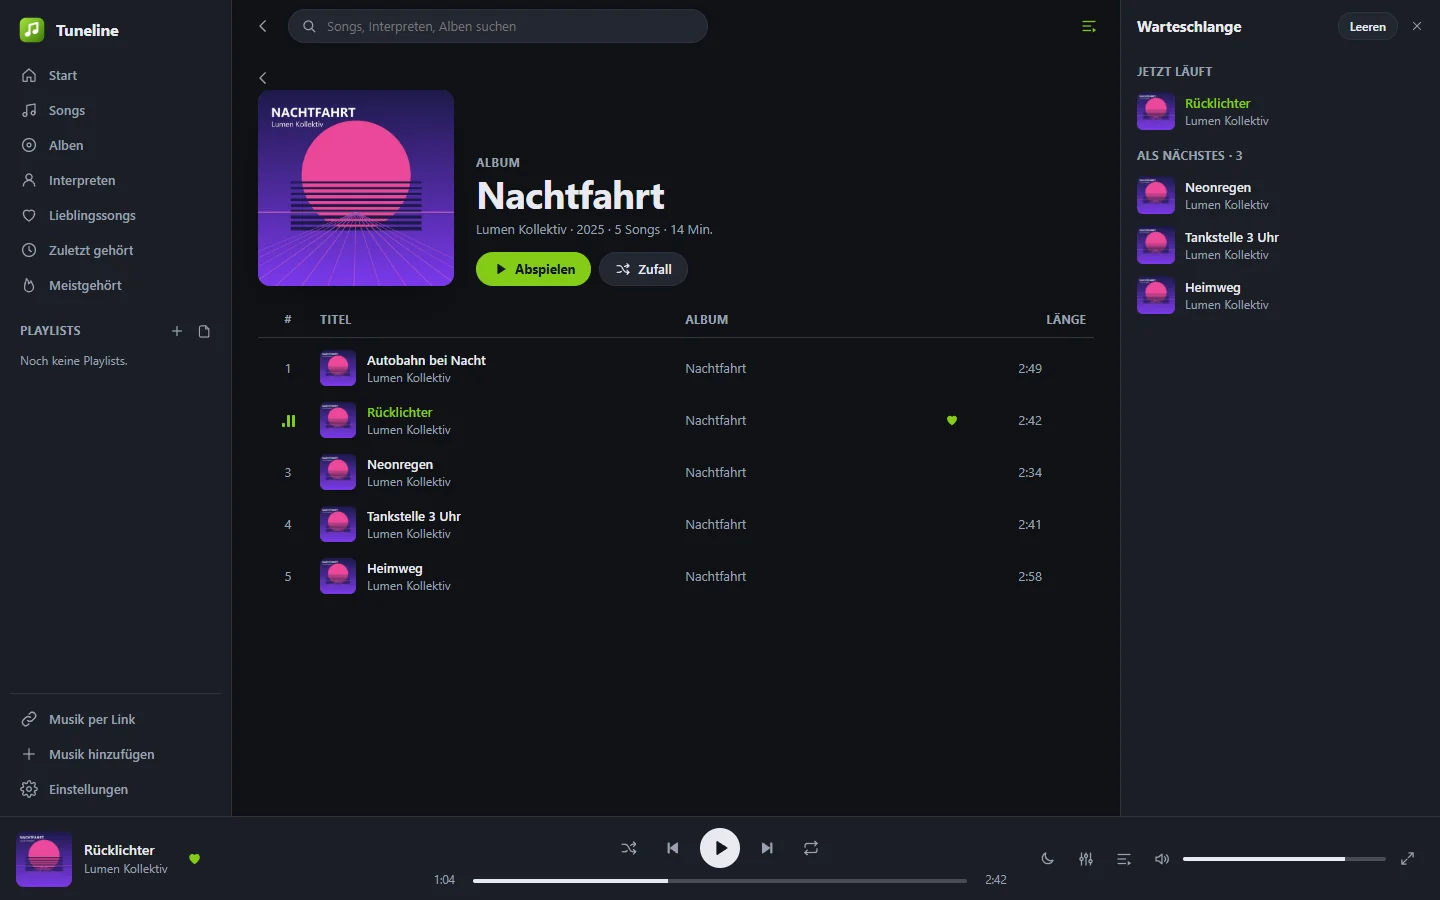 Tuneline
Start
Songs
Alben
Interpreten
Lieblingssongs
Zuletzt gehört
Meistgehört
PLAYLISTS
Noch keine Playlists.
Musik per Link
Musik hinzufügen
Einstellungen
Songs, Interpreten, Alben suchen
NACHTFAHRT
Lumen Kollektiv
ALBUM
Nachtfahrt
Lumen Kollektiv · 2025 · 5 Songs · 14 Min.
Abspielen
Zufall
# TITEL ALBUM LÄNGE
1 Autobahn bei Nacht Nachtfahrt 2:49
Lumen Kollektiv
Rücklichter Nachtfahrt 2:42
Lumen Kollektiv
3 Neonregen Nachtfahrt 2:34
Lumen Kollektiv
4 Tankstelle 3 Uhr Nachtfahrt 2:41
Lumen Kollektiv
5 Heimweg Nachtfahrt 2:58
Lumen Kollektiv
Warteschlange
Leeren
JETZT LÄUFT
Rücklichter
Lumen Kollektiv
ALS NÄCHSTES · 3
Neonregen
Lumen Kollektiv
Tankstelle 3 Uhr
Lumen Kollektiv
Heimweg
Lumen Kollektiv
Rücklichter
Lumen Kollektiv
1:04
2:42